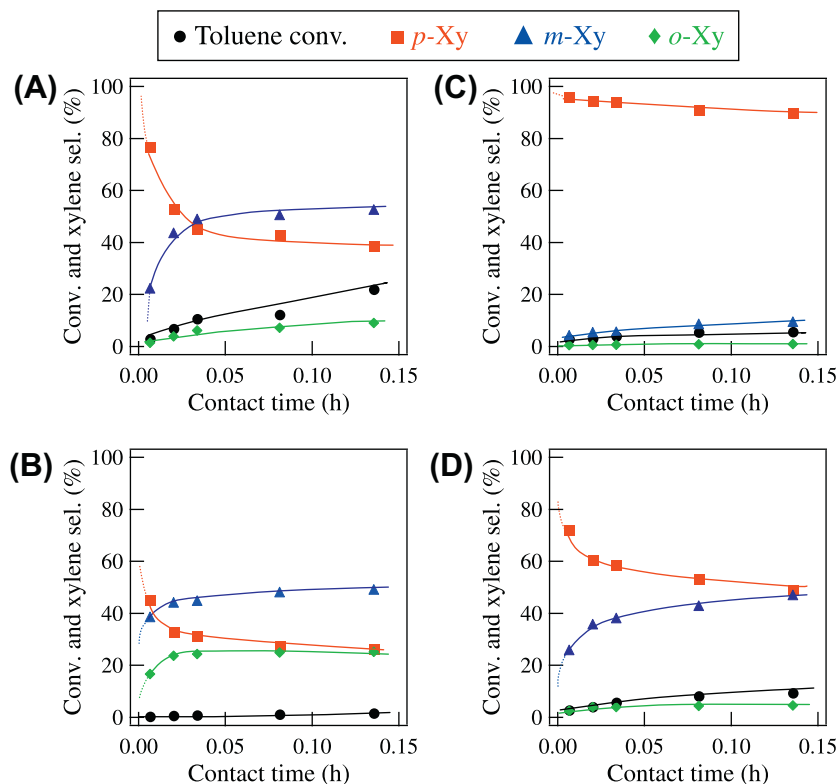 Toluene conv. p-Xy m-Xy o-Xy
(A)
Conv. and xylene sel. (%)
100
80
60
40
20
0
0.00 0.05 0.10 0.15
Contact time (h)
(C)
Conv. and xylene sel. (%)
100
80
60
40
20
0
0.00 0.05 0.10 0.15
Contact time (h)
(B)
Conv. and xylene sel. (%)
100
80
60
40
20
0
0.00 0.05 0.10 0.15
Contact time (h)
(D)
Conv. and xylene sel. (%)
100
80
60
40
20
0
0.00 0.05 0.10 0.15
Contact time (h)